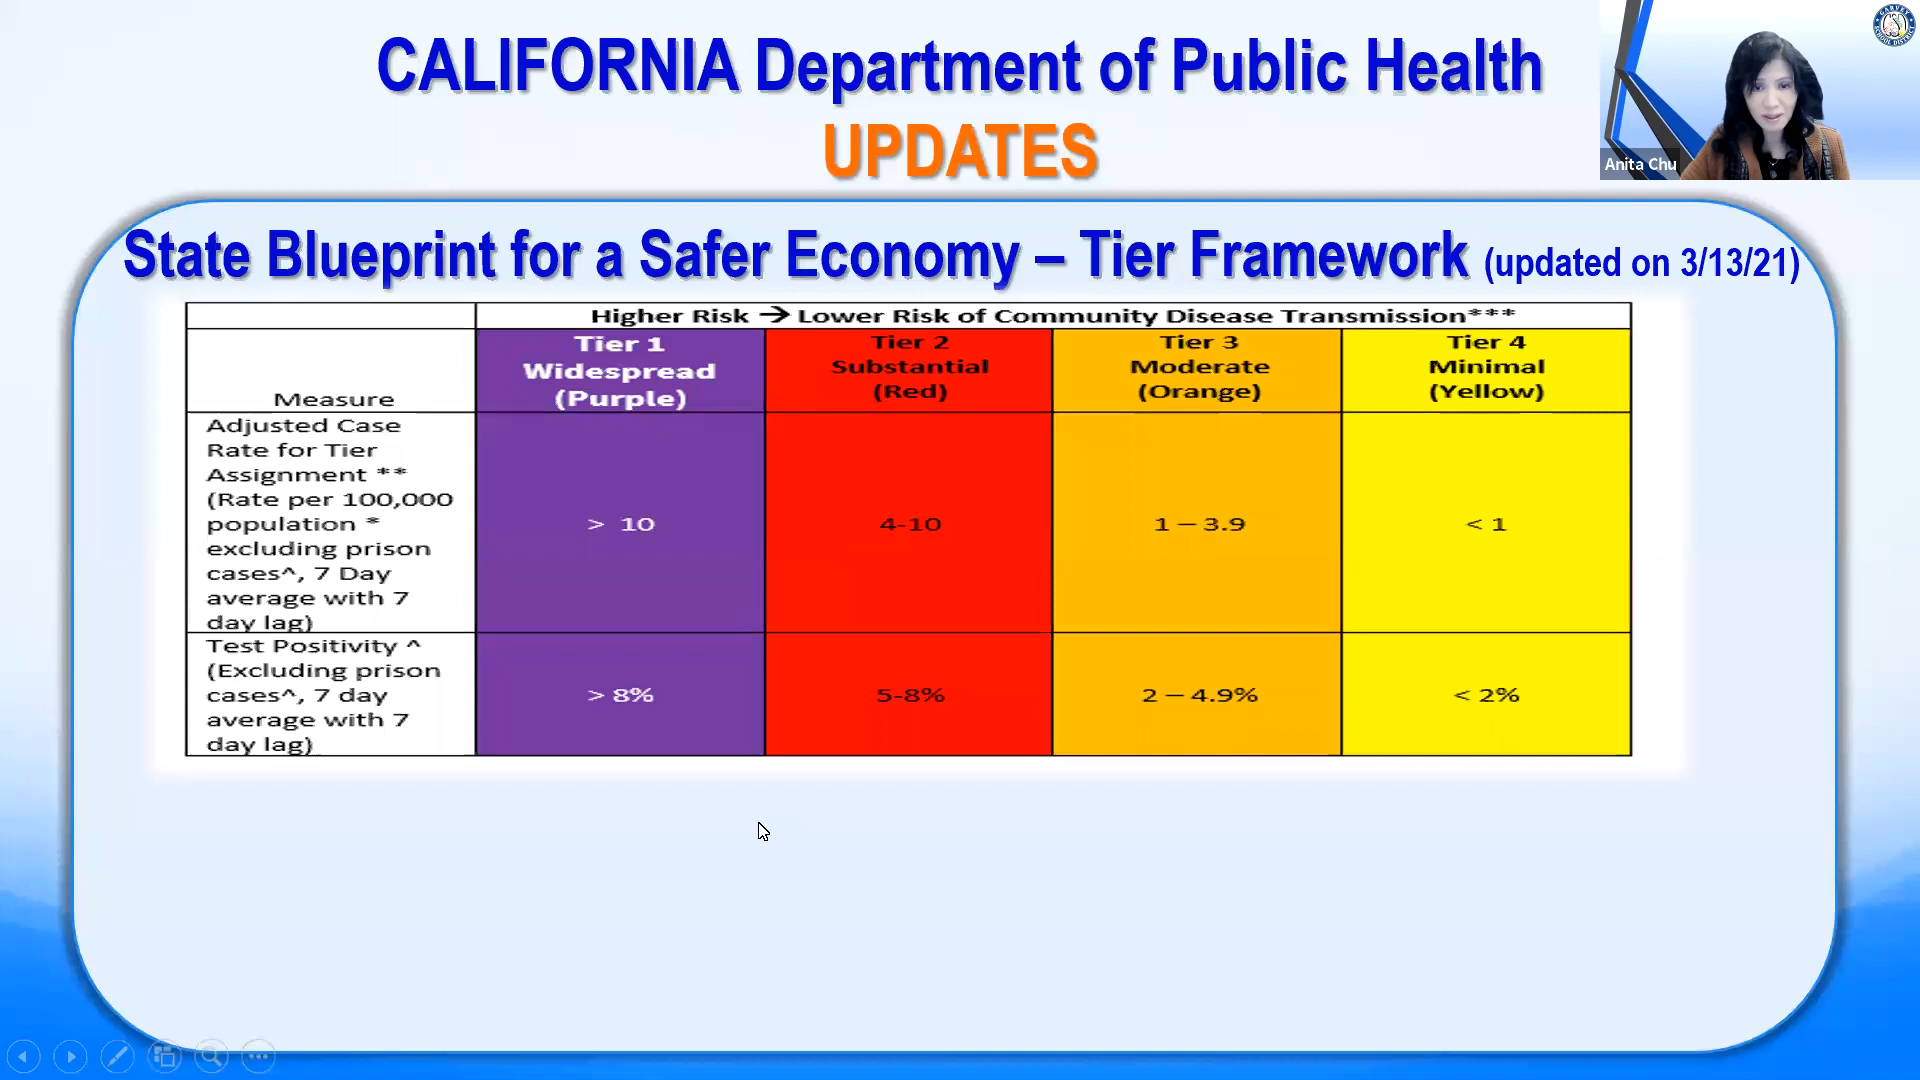 CALIFORNIA Department of Public Health
UPDATES
Anita Chu
State Blueprint for a Safer Economy – Tier Framework (updated on 3/13/21)
Higher Risk → Lower Risk of Community Disease Transmission***
Measure
Tier 1
Widespread
(Purple)
Tier 2
Substantial
(Red)
Tier 3
Moderate
(Orange)
Tier 4
Minimal
(Yellow)
Adjusted Case
Rate for Tier
Assignment **
(Rate per 100,000
population *
excluding prison
cases^, 7 Day
average with 7
day lag)
> 10
4-10
1 – 3.9
< 1
Test Positivity ^
(Excluding prison
cases^, 7 day
average with 7
day lag)
> 8%
5-8%
2 – 4.9%
< 2%